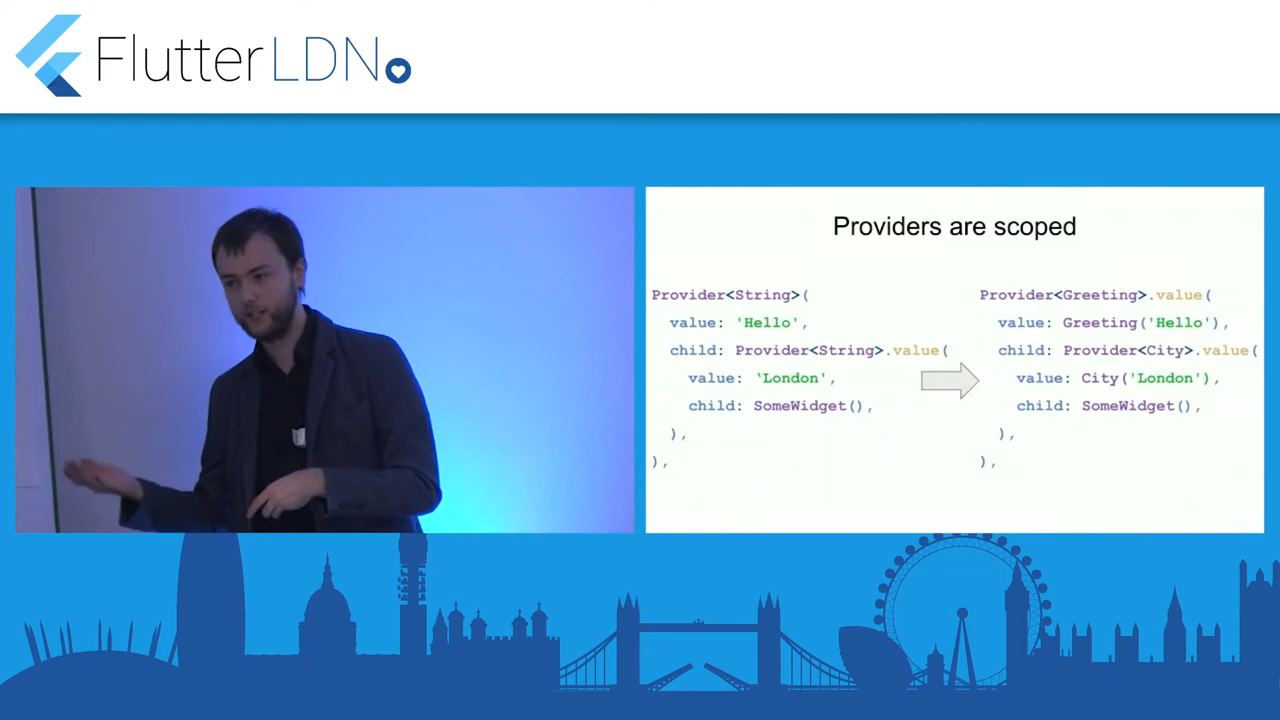 FlutterLDN
Providers are scoped
Provider<String>(
value: 'Hello',
child: Provider<String>.value(
value: ‘London',
child: SomeWidget(),
),
),
Provider<Greeting>.value(
value: Greeting('Hello'),
child: Provider<City>.value(
value: City('London'),
child: SomeWidget(),
),
),